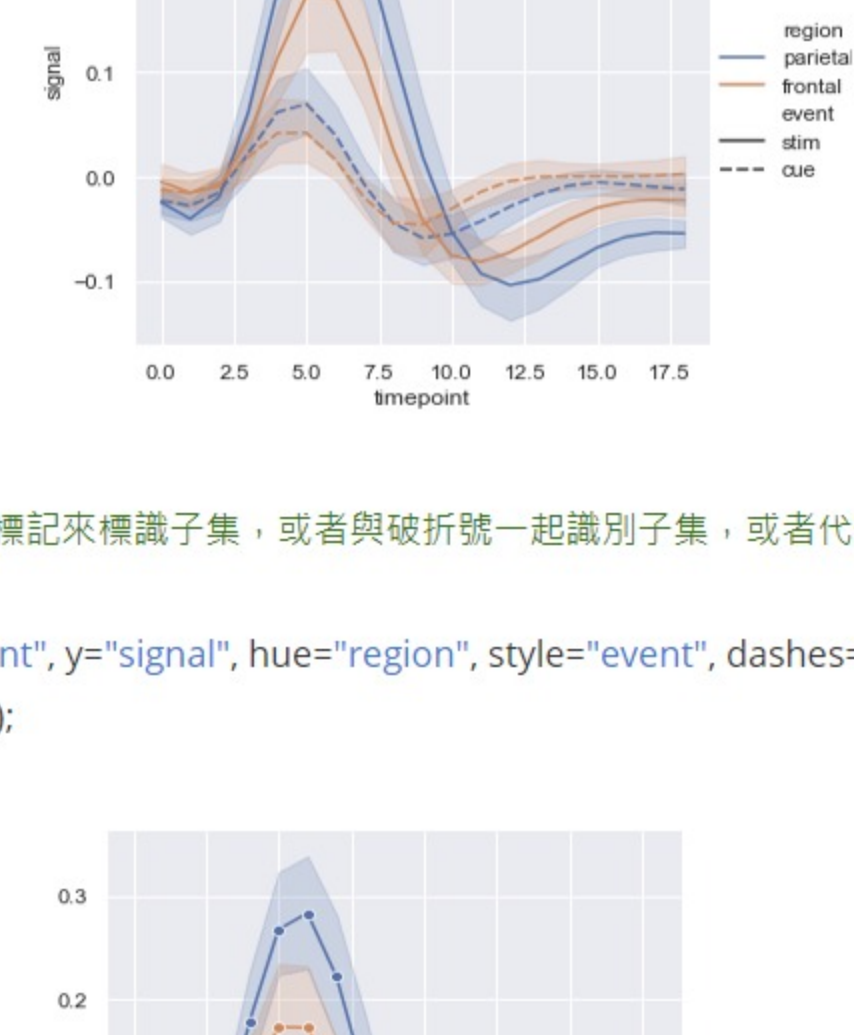 signal
0.1
0.0
−0.1
0.0 2.5 5.0 7.5 10.0 12.5 15.0 17.5
timepoint
region
parietal
frontal
event
stim
cue
標記來標識子集，或者與破折號一起識別子集，或者代
nt", y="signal", hue="region", style="event", dashes=
);
0.3
0.2